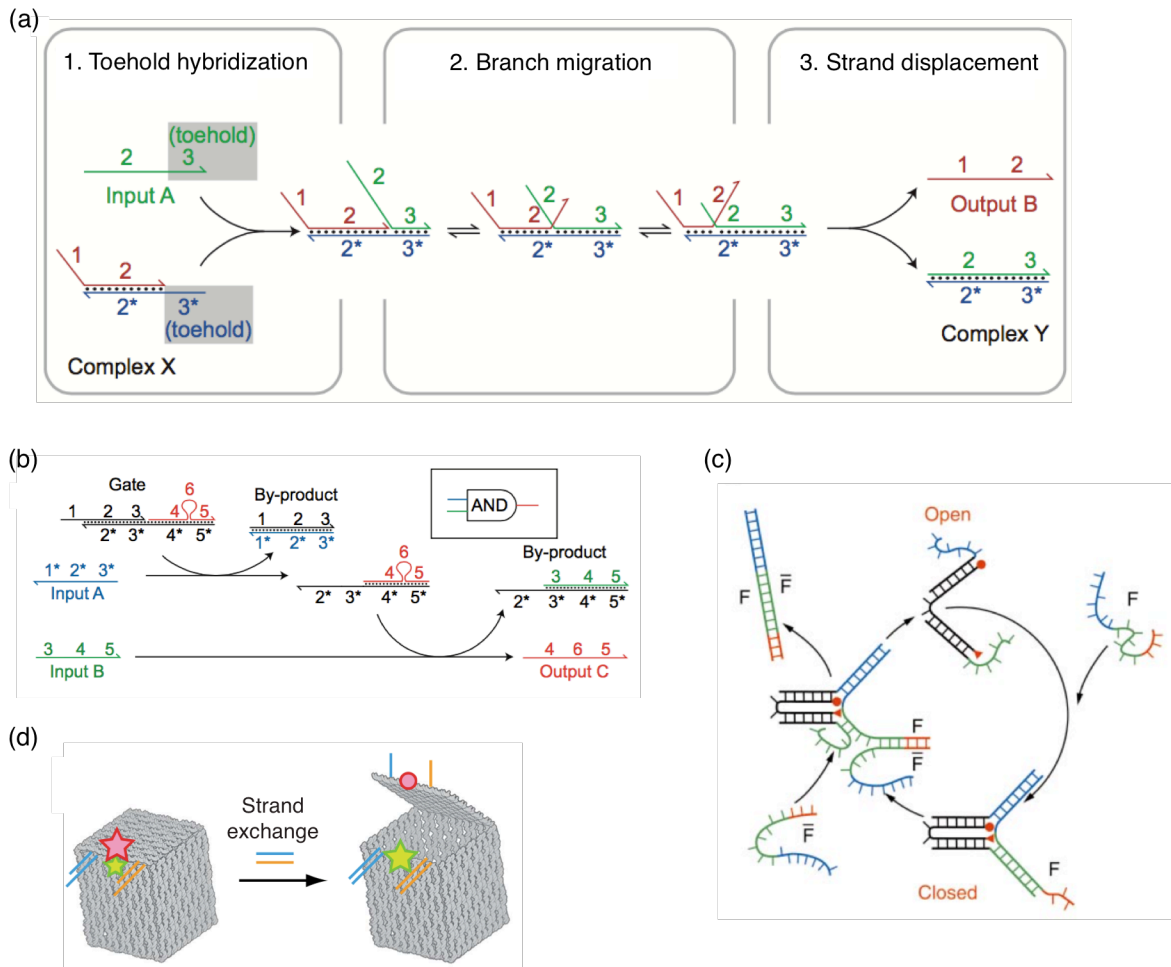 (a)
1. Toehold hybridization
2. Branch migration
3. Strand displacement
(toehold)
2 3
Input A
1 2
2* 3*
(toehold)
Complex X
1 2 2 3
2* 3*
1 2 2 3
2* 3*
1 2 2 3
2* 3*
1 2
Output B
2 3
2* 3*
Complex Y
(b)
Gate
6
1 2 3 4 5
2* 3* 4* 5*
By-product
1 2 3
1* 2* 3*
AND
1* 2* 3*
Input A
6
4 5
2* 3* 4* 5*
By-product
3 4 5
2* 3* 4* 5*
3 4 5
Input B
4 6 5
Output C
(c)
Open
F F̅
F
F
F̅
F̅
F
Closed
(d)
Strand
exchange